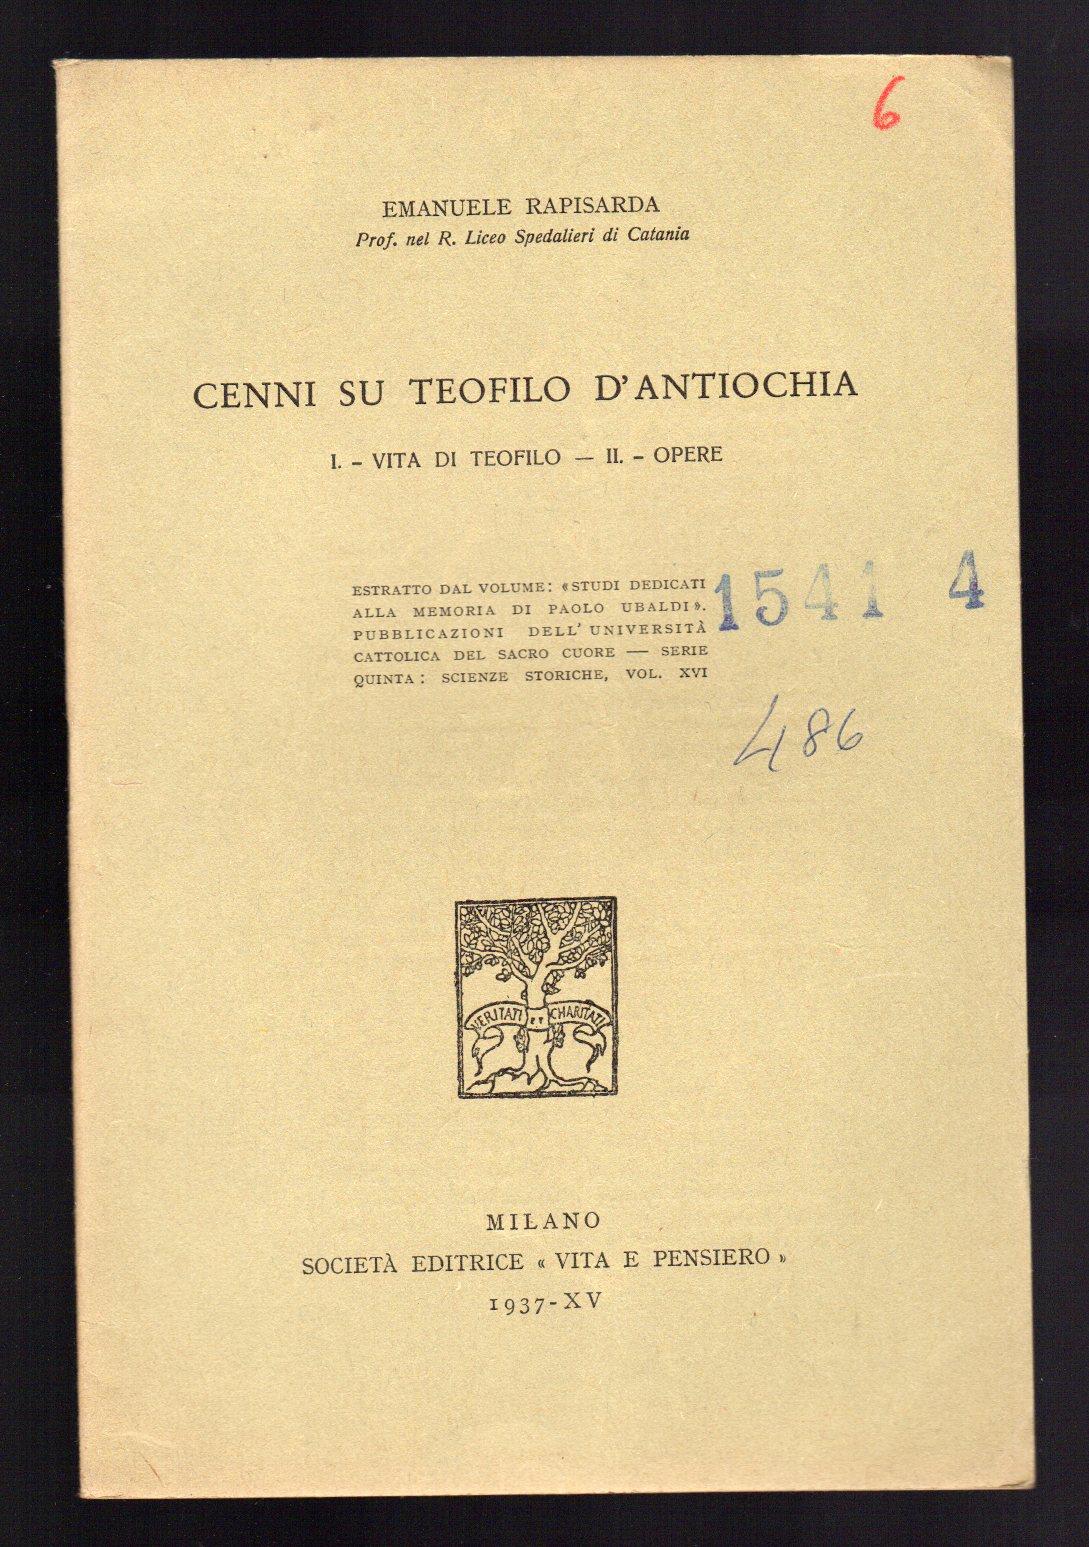 6
EMANUELE RAPISARDA
Prof. nel R. Liceo Spedalieri di Catania
CENNI SU TEOFILO D'ANTIOCHIA
I. - VITA DI TEOFILO — II. - OPERE
ESTRATTO DAL VOLUME: «STUDI DEDICATI
ALLA MEMORIA DI PAOLO UBALDI».
PUBBLICAZIONI DELL'UNIVERSITÀ
CATTOLICA DEL SACRO CUORE — SERIE
QUINTA: SCIENZE STORICHE, VOL. XVI
1541 4
486
VERITATI ET CHARITATI
MILANO
SOCIETÀ EDITRICE « VITA E PENSIERO »
1937-XV